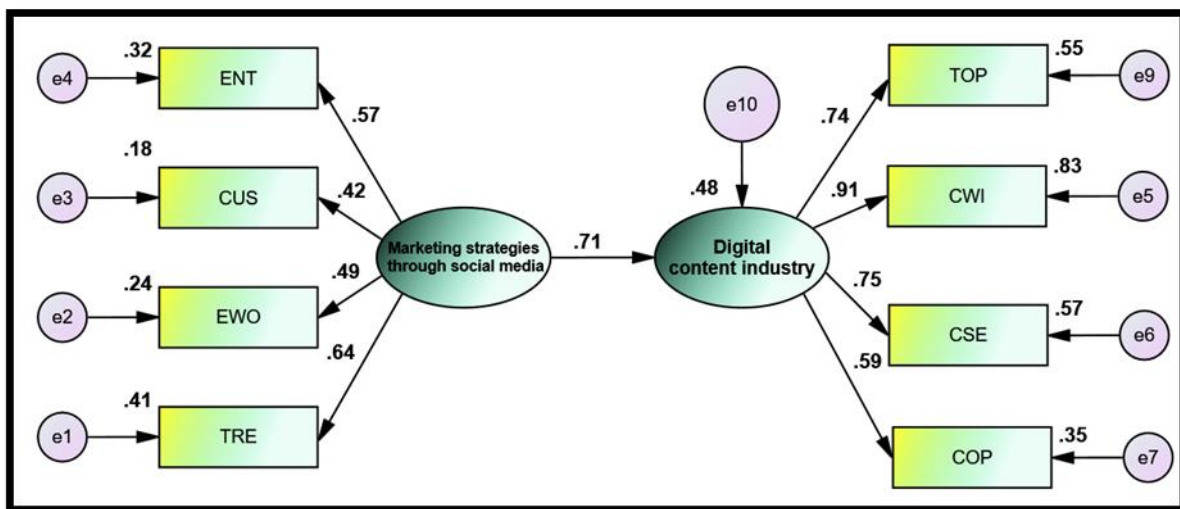 .32
e4
ENT
.57
.18
e3
CUS
.42
.24
e2
EWO
.49
.41
e1
TRE
.64
Marketing strategies
through social media
.71
e10
.48
Digital
content industry
.74
.55
TOP
e9
.91
.83
CWI
e5
.75
.57
CSE
e6
.59
.35
COP
e7